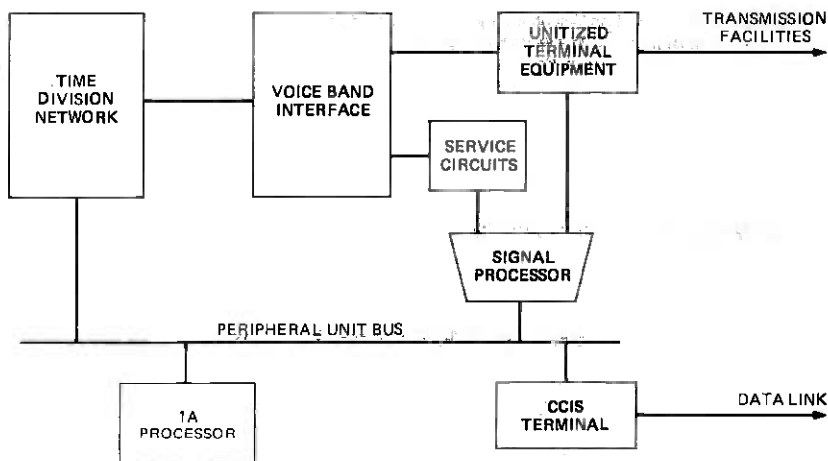 TRANSMISSION
FACILITIES
UNITIZED
TERMINAL
EQUIPMENT
TIME
DIVISION
NETWORK
VOICE BAND
INTERFACE
SERVICE
CIRCUITS
SIGNAL
PROCESSOR
PERIPHERAL UNIT BUS
1A
PROCESSOR
CCIS
TERMINAL
DATA LINK